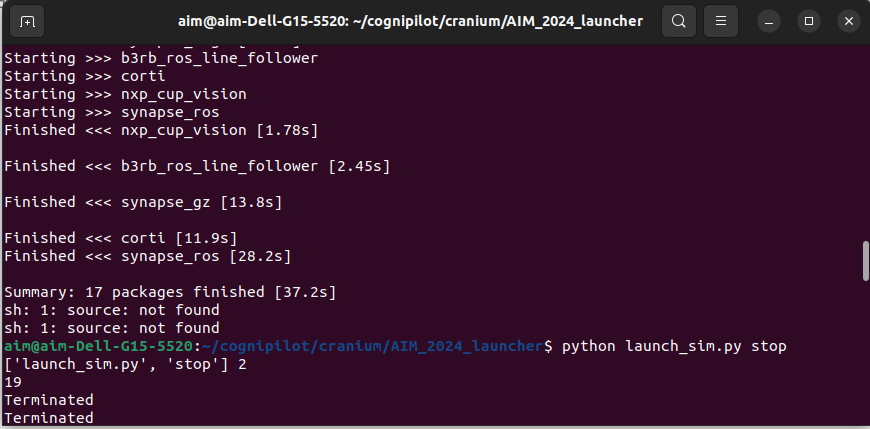 aim@aim-Dell-G15-5520: ~/cognipilot/cranium/AIM_2024_launcher
Starting >>> b3rb_ros_line_follower
Starting >>> corti
Starting >>> nxp_cup_vision
Starting >>> synapse_ros
Finished <<< nxp_cup_vision [1.78s]
Finished <<< b3rb_ros_line_follower [2.45s]
Finished <<< synapse_gz [13.8s]
Finished <<< corti [11.9s]
Finished <<< synapse_ros [28.2s]
Summary: 17 packages finished [37.2s]
sh: 1: source: not found
sh: 1: source: not found
aim@aim-Dell-G15-5520:~/cognipilot/cranium/AIM_2024_launcher$ python launch_sim.py stop
['launch_sim.py', 'stop'] 2
19
Terminated
Terminated